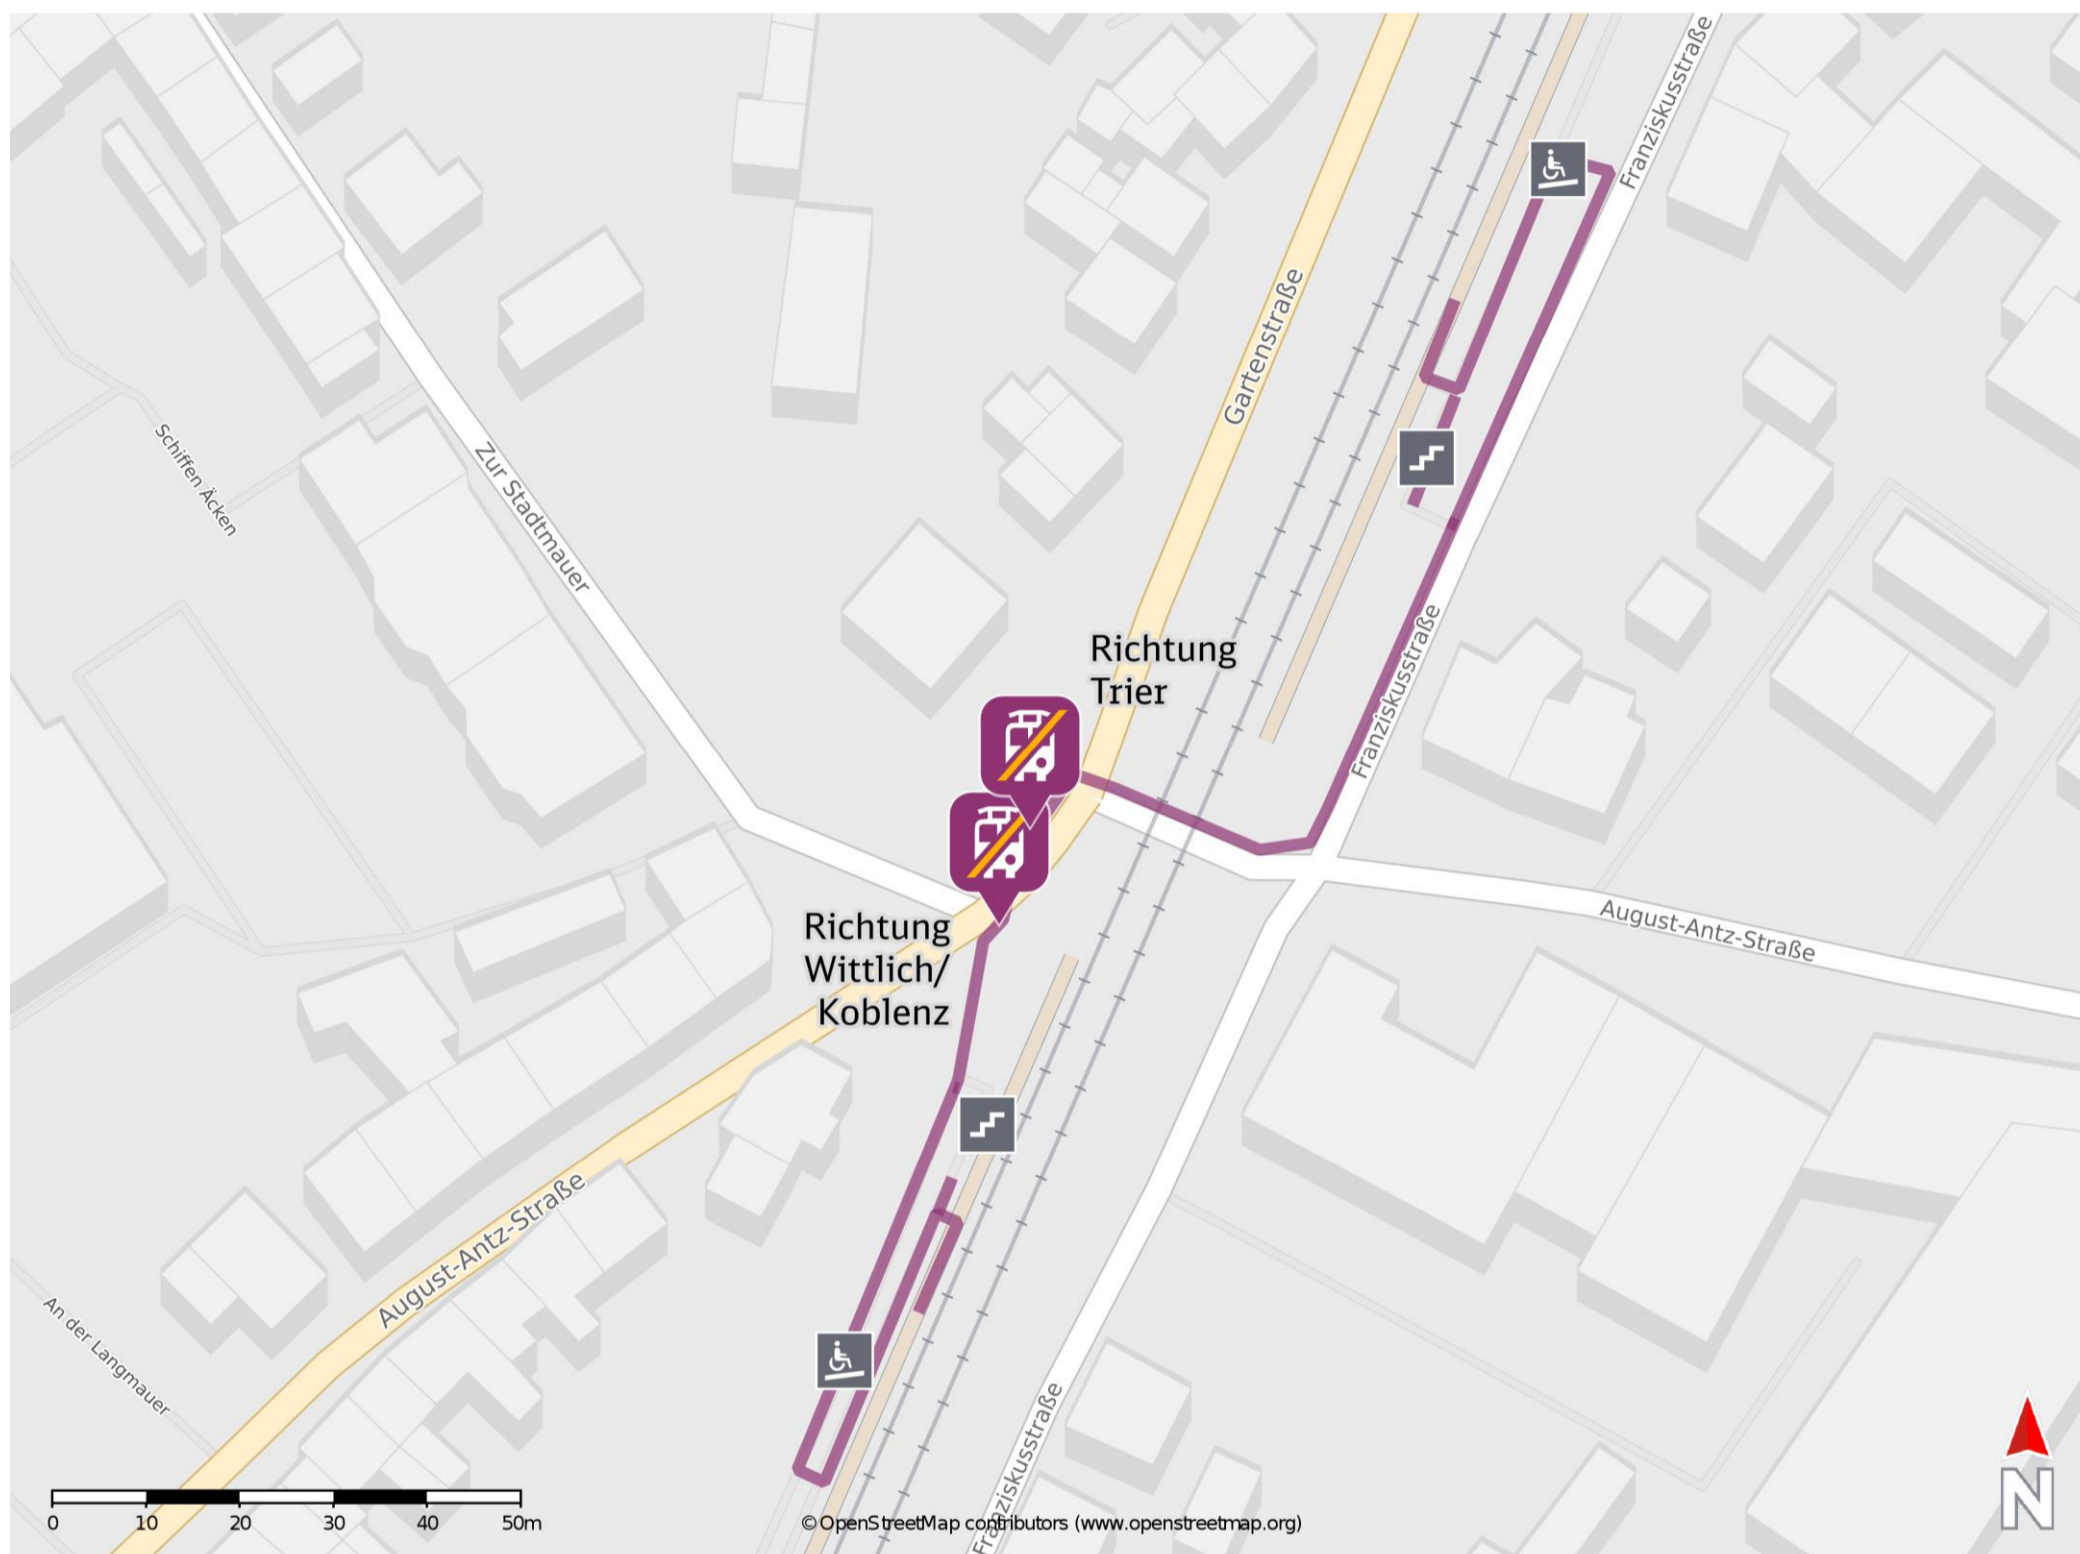 Franziskusstraße
Gartenstraße
Schiffen Äcken
Zur Stadtmauer
Richtung
Trier
Franziskusstraße
Richtung
Wittlich/
Koblenz
August-Antz-Straße
August-Antz-Straße
An der Langmauer
Franziskusstraße
0 10 20 30 40 50m
©OpenStreetMap contributors (www.openstreetmap.org)
N